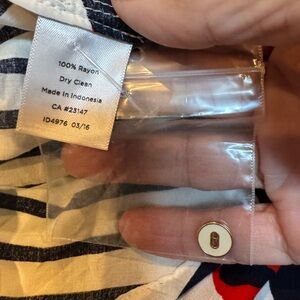 100% Rayon
Dry Clean
Made in Indonesia
CA #23147
ID4976 03/16